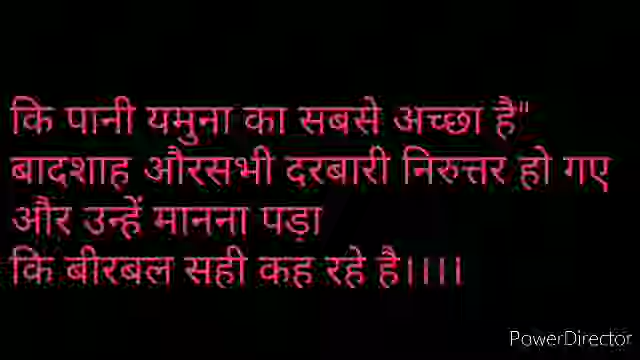 कि पानी यमुना का सबसे अच्छा है"
बादशाह औरसभी दरबारी निरुत्तर हो गए
और उन्हें मानना पड़ा
कि बीरबल सही कह रहे है।।।।
PowerDirector